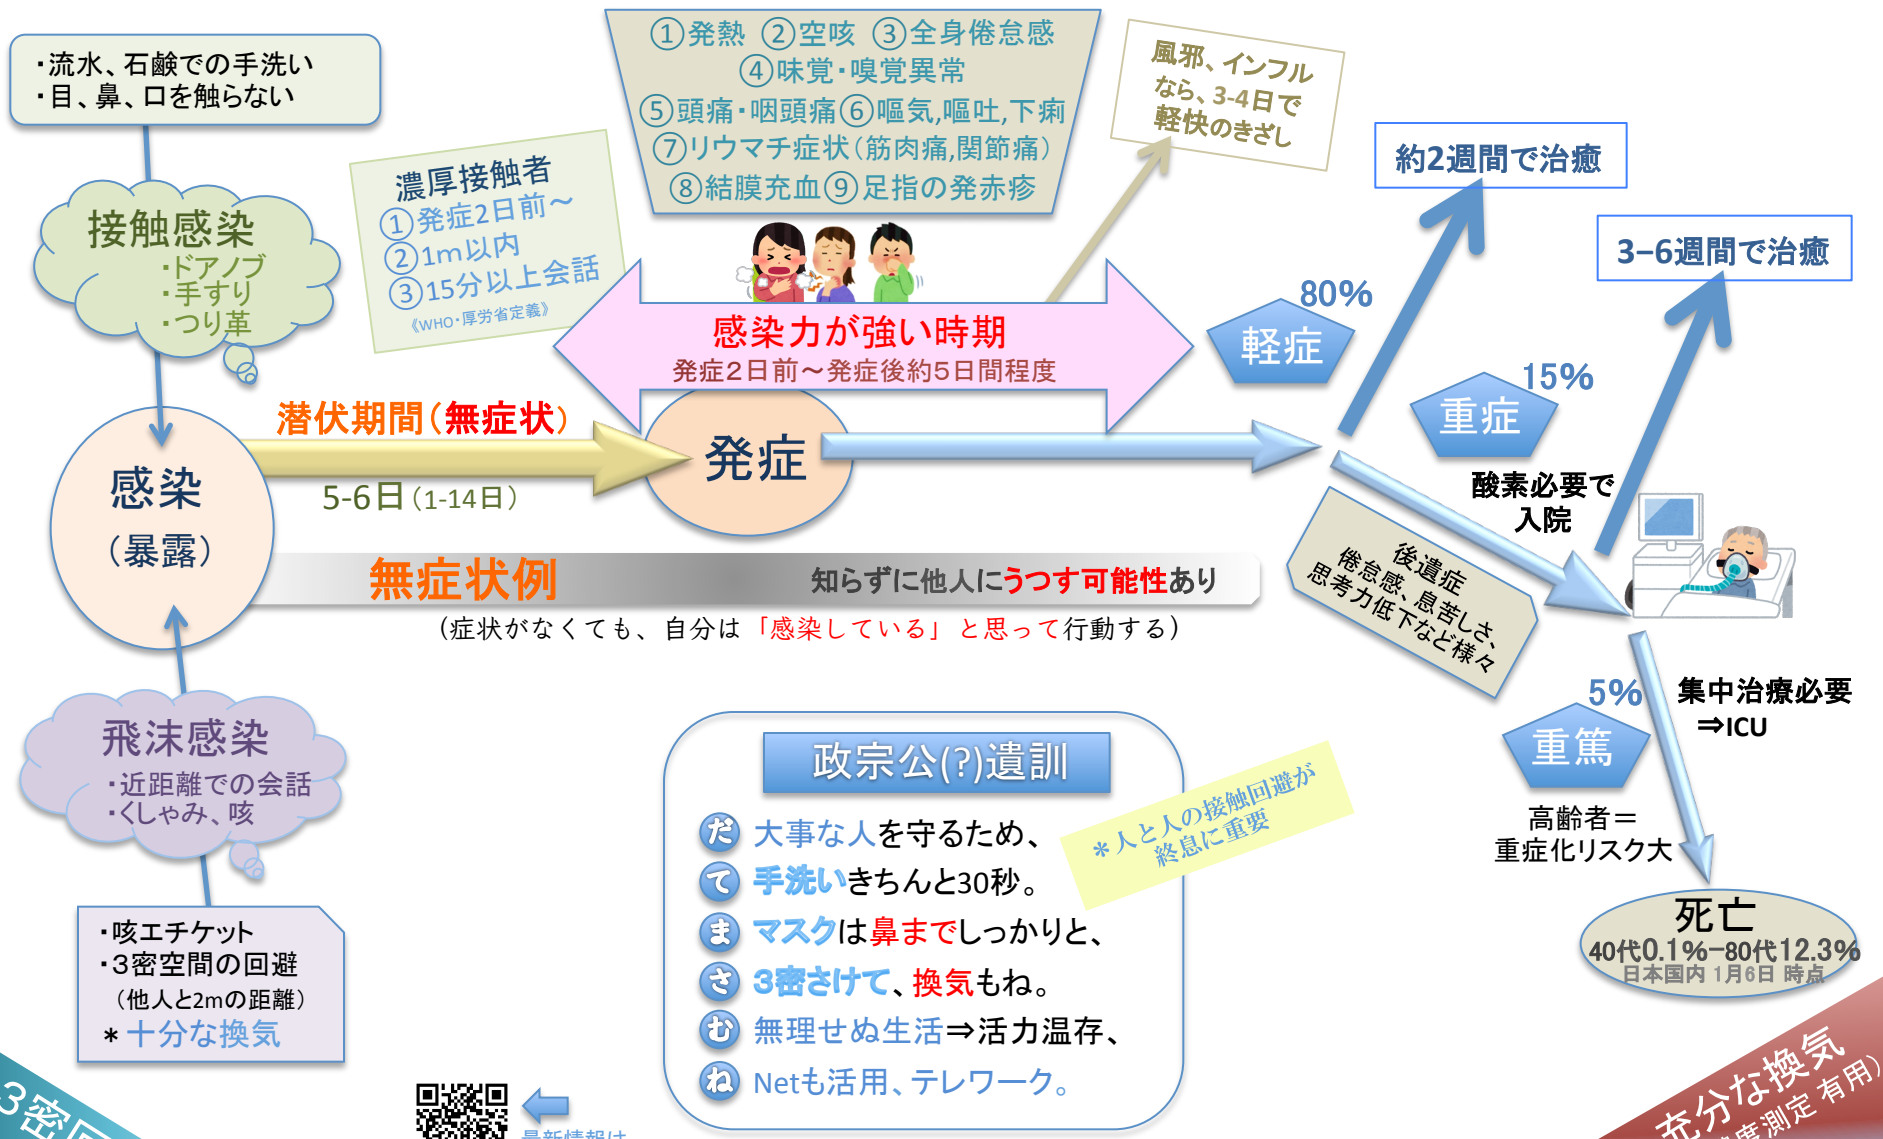 ・流水、石鹸での手洗い
・目、鼻、口を触らない
接触感染
・ドアノブ
・手すり
・つり革
濃厚接触者
①発症2日前～
②1m以内
③15分以上会話
《WHO・厚労省定義》
①発熱 ②空咳 ③全身倦怠感
④味覚・嗅覚異常
⑤頭痛・咽頭痛⑥嘔気,嘔吐,下痢
⑦リウマチ症状(筋肉痛,関節痛)
⑧結膜充血⑨足指の発赤疹
風邪、インフル
なら、3-4日で
軽快のきざし
約2週間で治癒
3−6週間で治癒
感染力が強い時期
発症２日前～発症後約５日間程度
80%
軽症
15%
重症
酸素必要で
入院
潜伏期間(無症状)
5-6日(1-14日)
感染
(暴露)
発症
無症状例
知らずに他人にうつす可能性あり
(症状がなくても、自分は「感染している」と思って行動する)
後遺症
倦怠感、息苦しさ、
思考力低下など様々
5%
重篤
集中治療必要
⇒ICU
高齢者＝
重症化リスク大
死亡
40代0.1%−80代12.3%
日本国内 1月6日 時点
飛沫感染
・近距離での会話
・くしゃみ、咳
・咳エチケット
・３密空間の回避
(他人と2mの距離)
＊十分な換気
政宗公(?)遺訓
だ 大事な人を守るため、
て 手洗いきちんと30秒。
ま マスクは鼻までしっかりと、
さ 3密さけて、換気もね。
む 無理せぬ生活⇒活力温存、
ね Netも活用、テレワーク。
＊人と人の接触回避が
終息に重要
3密
最新情報は
充分な換気
度測定 有用)